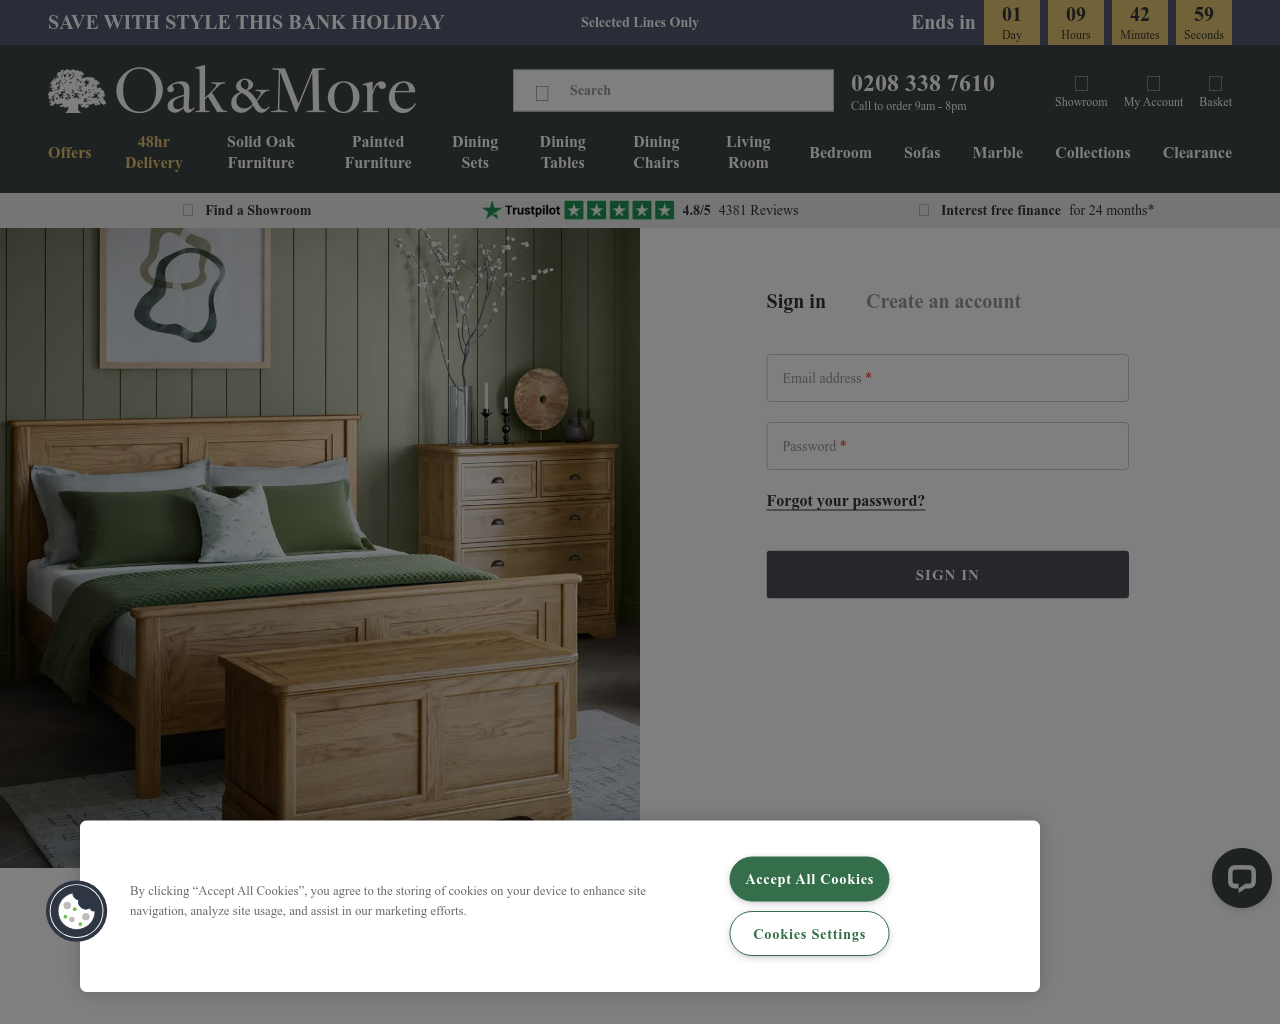 SAVE WITH STYLE THIS BANK HOLIDAY
Selected Lines Only
Ends in
01 Day
09 Hours
42 Minutes
59 Seconds
Oak&More
Search
0208 338 7610
Call to order 9am - 8pm
Showroom
My Account
Basket
Offers
48hr Delivery
Solid Oak Furniture
Painted Furniture
Dining Sets
Dining Tables
Dining Chairs
Living Room
Bedroom
Sofas
Marble
Collections
Clearance
Find a Showroom
Trustpilot
4.8/5 4381 Reviews
Interest free finance for 24 months*
Sign in
Create an account
Email address *
Password *
Forgot your password?
SIGN IN
By clicking “Accept All Cookies”, you agree to the storing of cookies on your device to enhance site
navigation, analyze site usage, and assist in our marketing efforts.
Accept All Cookies
Cookies Settings